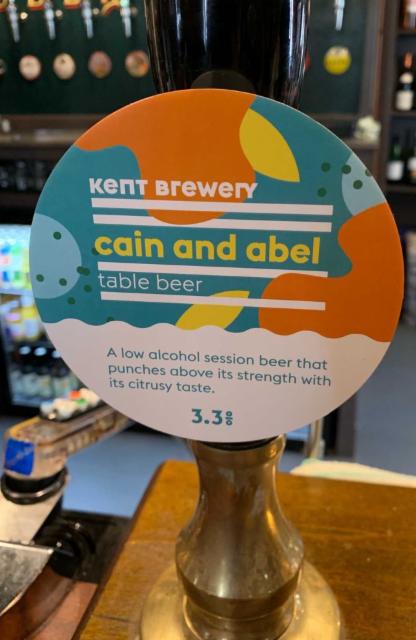 Kent Brewery
cain and abel
table beer
A low alcohol session beer that
punches above its strength with
its citrusy taste.
3.3%